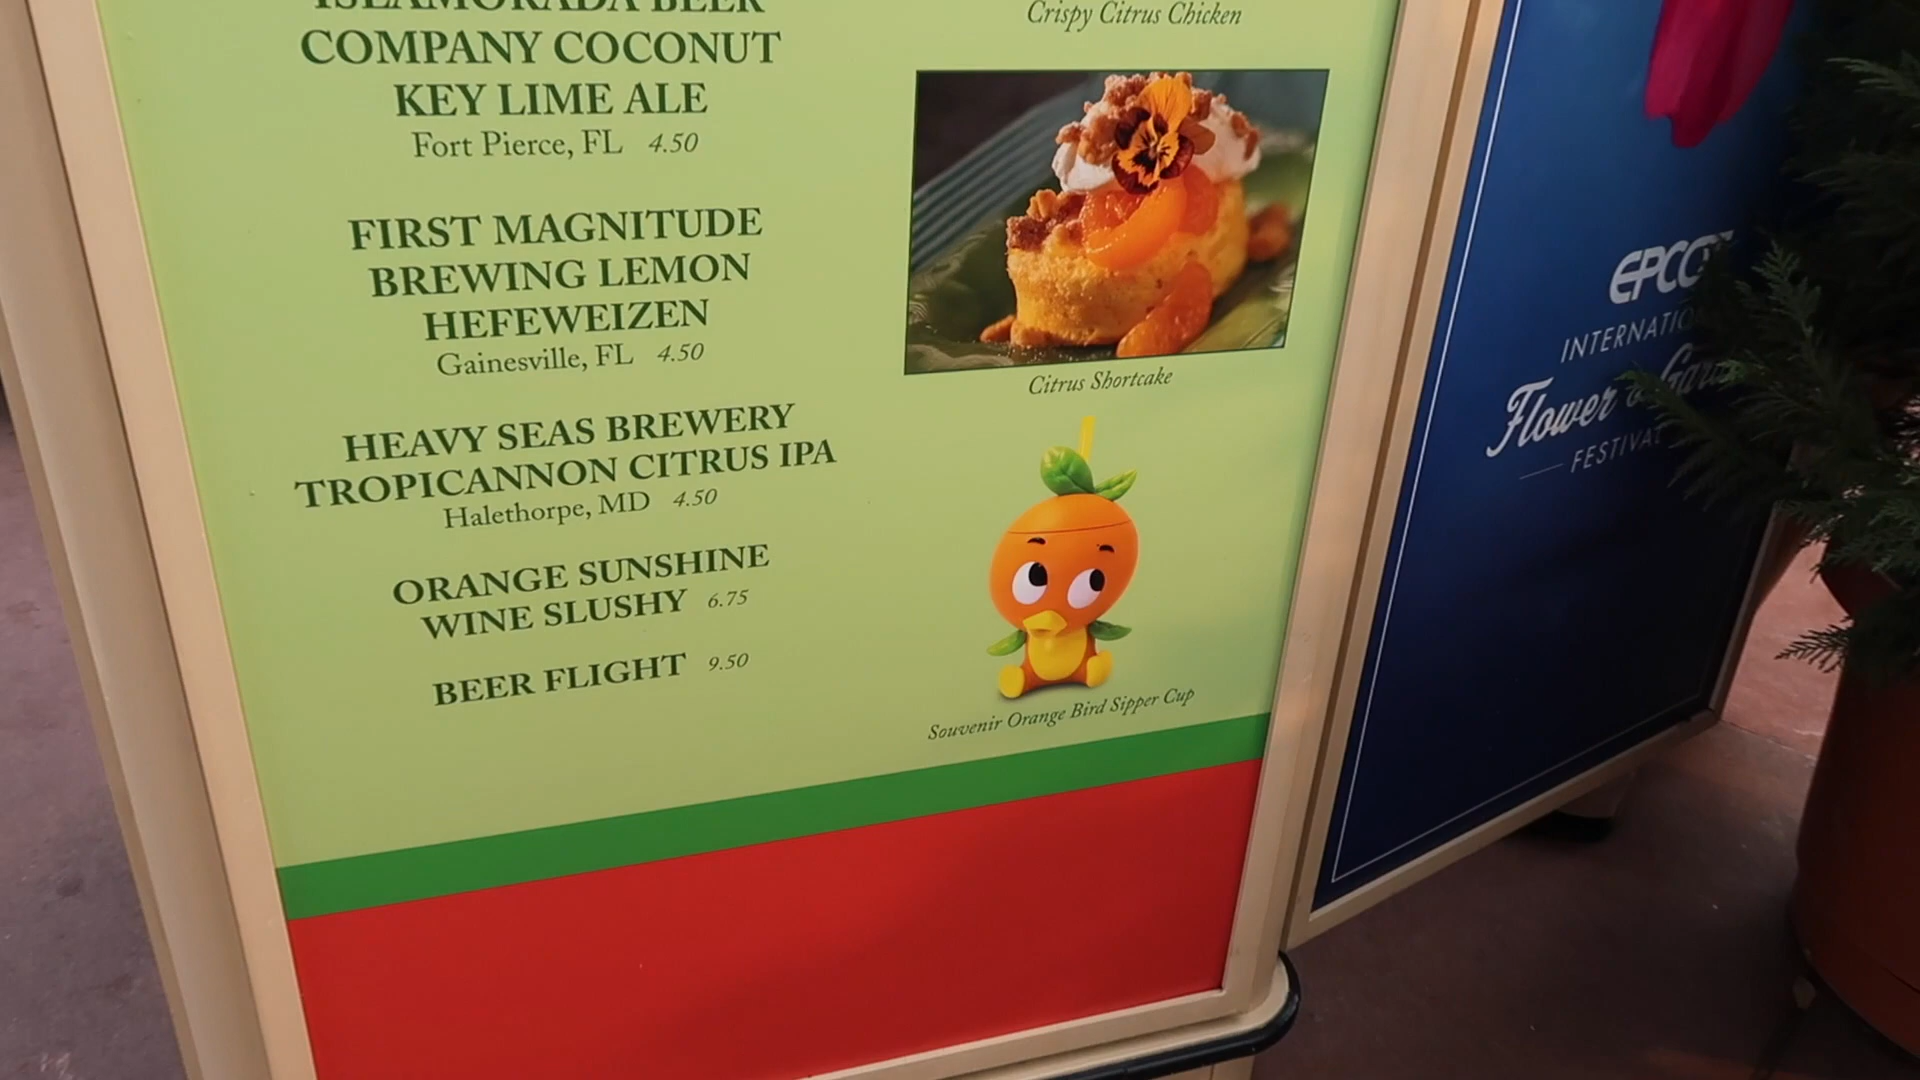 ISLAMORADA BEER
COMPANY COCONUT
KEY LIME ALE
Fort Pierce, FL 4.50
FIRST MAGNITUDE
BREWING LEMON
HEFEWEIZEN
Gainesville, FL 4.50
HEAVY SEAS BREWERY
TROPICANNON CITRUS IPA
Halethorpe, MD 4.50
ORANGE SUNSHINE
WINE SLUSHY 6.75
BEER FLIGHT 9.50
Crispy Citrus Chicken
Citrus Shortcake
Souvenir Orange Bird Sipper Cup
EPCOT
Flower &
FESTIVAL